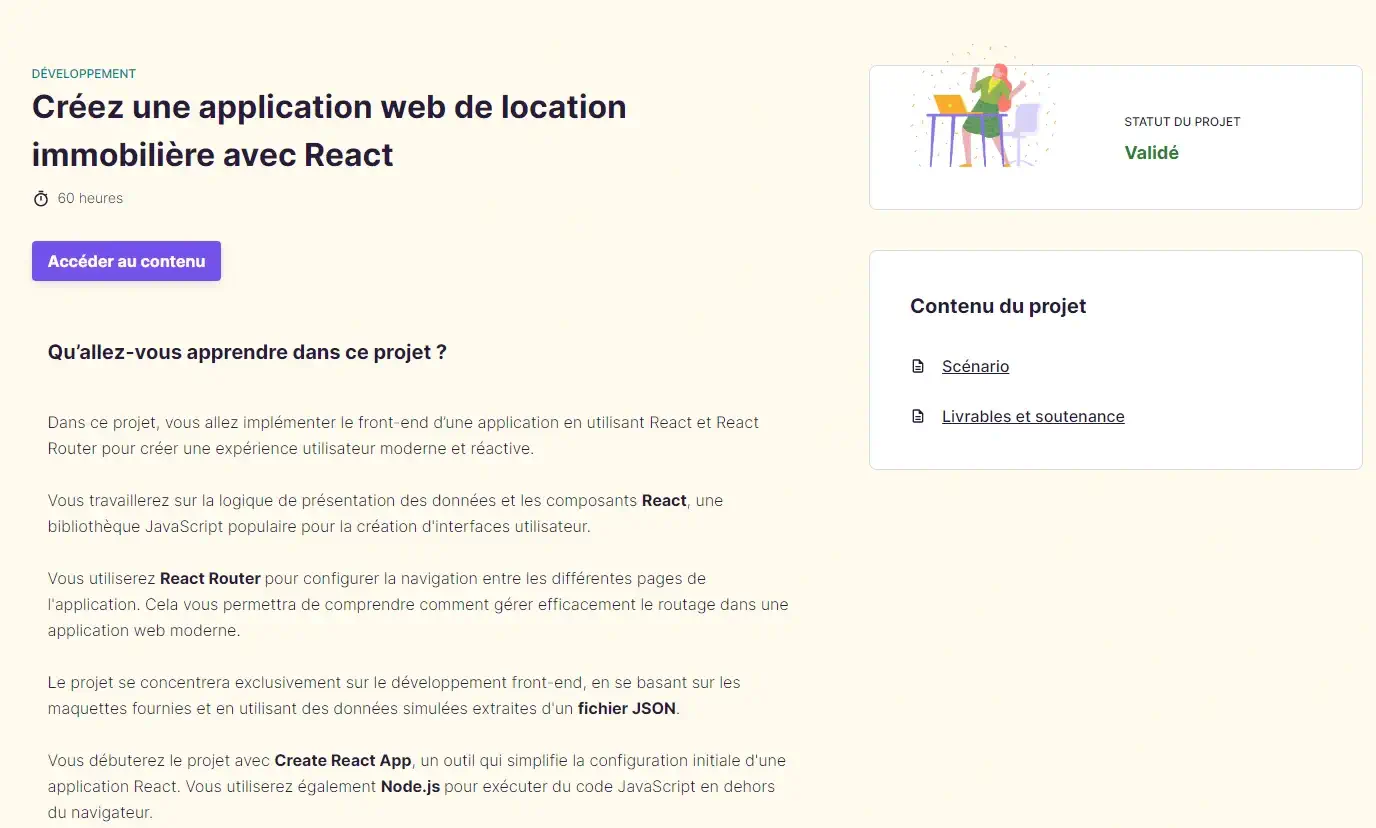 DÉVELOPPEMENT
Créez une application web de location
immobilière avec React
60 heures
Accéder au contenu
Qu’allez-vous apprendre dans ce projet ?
Dans ce projet, vous allez implémenter le front-end d’une application en utilisant React et React
Router pour créer une expérience utilisateur moderne et réactive.
Vous travaillerez sur la logique de présentation des données et les composants React, une
bibliothèque JavaScript populaire pour la création d'interfaces utilisateur.
Vous utiliserez React Router pour configurer la navigation entre les différentes pages de
l'application. Cela vous permettra de comprendre comment gérer efficacement le routage dans une
application web moderne.
Le projet se concentrera exclusivement sur le développement front-end, en se basant sur les
maquettes fournies et en utilisant des données simulées extraites d'un fichier JSON.
Vous débuterez le projet avec Create React App, un outil qui simplifie la configuration initiale d'une
application React. Vous utiliserez également Node.js pour exécuter du code JavaScript en dehors
du navigateur.
STATUT DU PROJET
Validé
Contenu du projet
Scénario
Livrables et soutenance